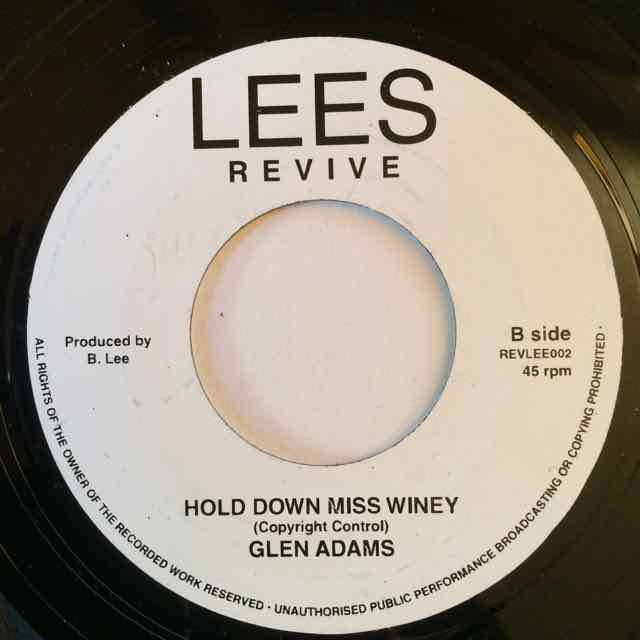 LEES
REVIVE
Produced by
B. Lee
B side
REVLEE002
45 rpm
HOLD DOWN MISS WINEY
(Copyright Control)
GLEN ADAMS
ALL RIGHTS OF THE OWNER OF THE RECORDED WORK RESERVED · UNAUTHORISED PUBLIC PERFORMANCE BROADCASTING OR COPYING PROHIBITED ·